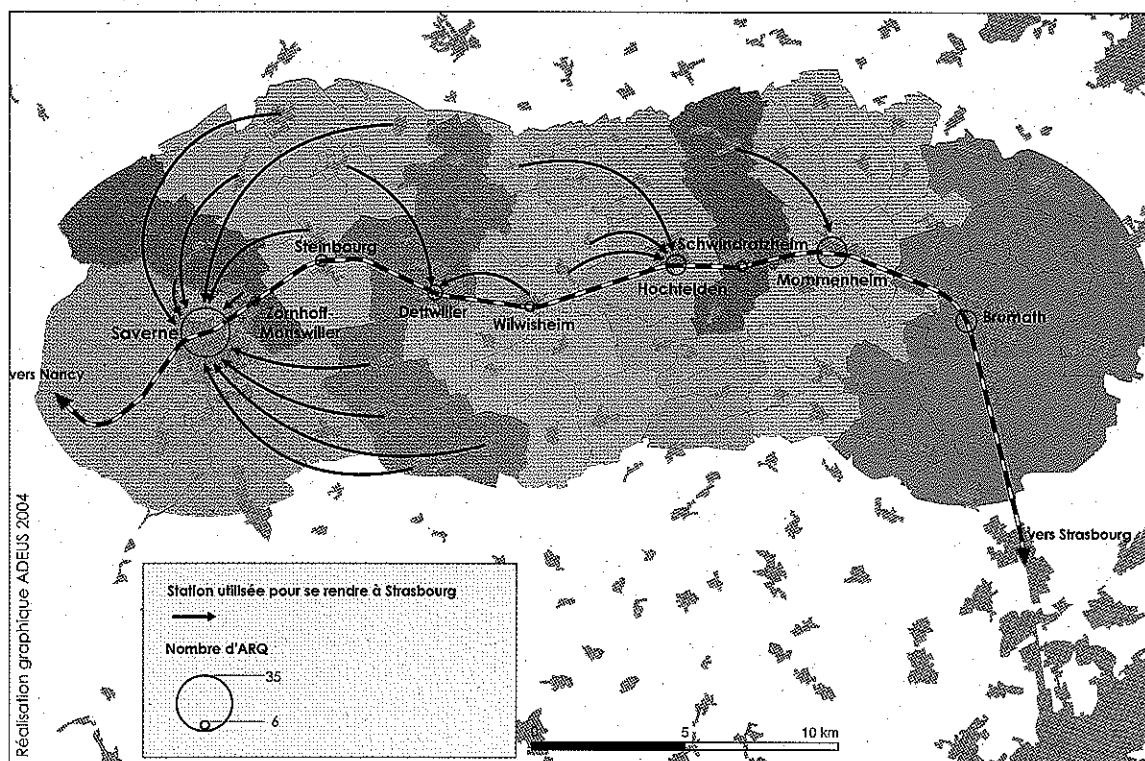 Steinbourg
Schwindratzheim
Mommenheim
Hochfelden
Dettwiller
Wilwisheim
Brumath
Zornhoff-
Monswiller
Saverne
vers Nancy
vers Strasbourg
Station utilisée pour se rendre à Strasbourg
Nombre d'ARQ
35
6
5 10 km
Réalisation graphique ADEUS 2004